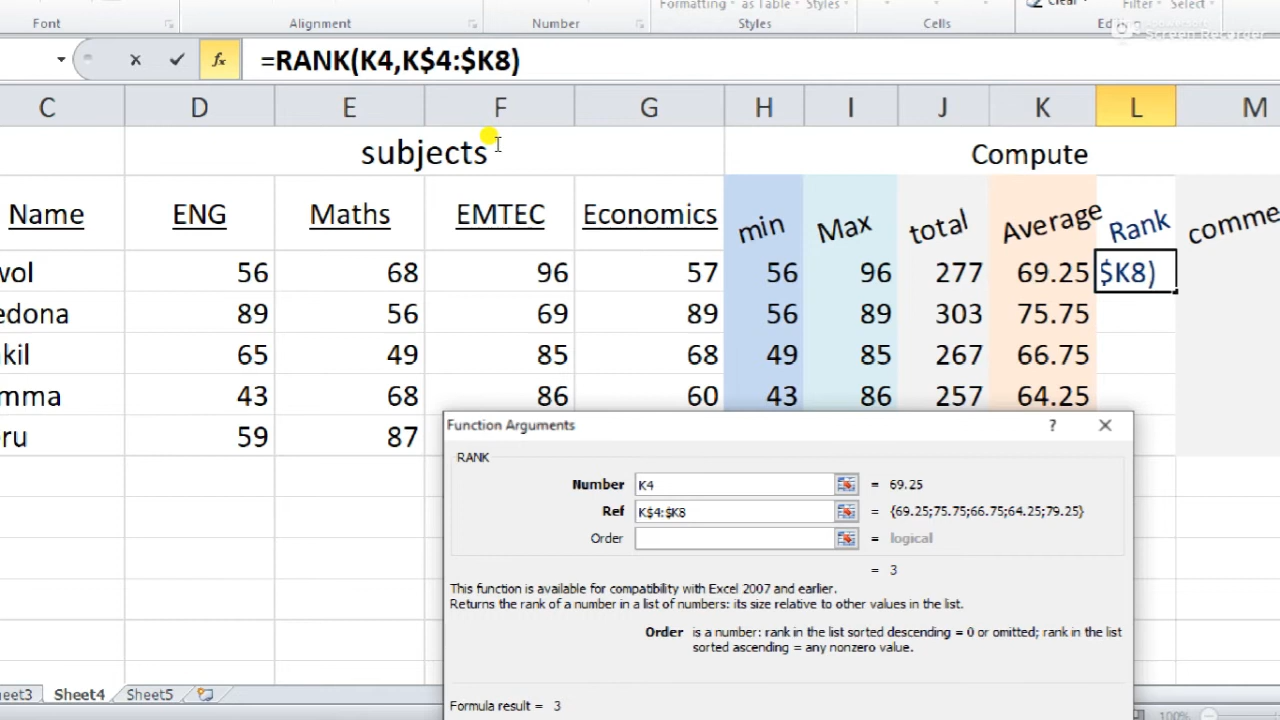 Formatting as Table Styles Clear Filter Select
Font Alignment Number Styles Cells
fx =RANK(K4,K$4:$K8)
C D E F G H I J K L M
subjects Compute
Name ENG Maths EMTEC Economics min Max total Average Rank comme
wol 56 68 96 57 56 96 277 69.25 $K8)
edona 89 56 69 89 56 89 303 75.75
kil 65 49 85 68 49 85 267 66.75
mma 43 68 86 60 43 86 257 64.25
ru 59 87
Function Arguments ?
RANK
Number K4 = 69.25
Ref K$4:$K8 = {69.25;75.75;66.75;64.25;79.25}
Order = logical
= 3
This function is available for compatibility with Excel 2007 and earlier.
Returns the rank of a number in a list of numbers: its size relative to other values in the list.
Order is a number: rank in the list sorted descending = 0 or omitted; rank in the list
sorted ascending = any nonzero value.
Formula result = 3
eet3 Sheet4 Sheet5
100%